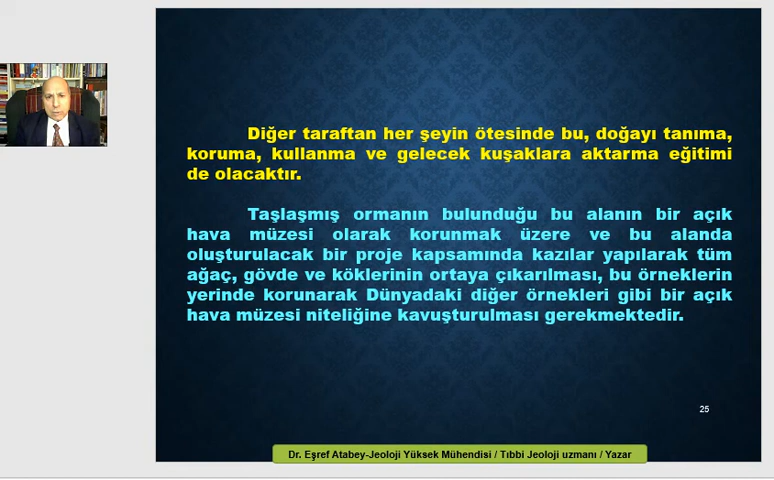 Diğer taraftan her şeyin ötesinde bu, doğayı tanıma,
koruma, kullanma ve gelecek kuşaklara aktarma eğitimi
de olacaktır.
Taşlaşmış ormanın bulunduğu bu alanın bir açık
hava müzesi olarak korunmak üzere ve bu alanda
oluşturulacak bir proje kapsamında kazılar yapılarak tüm
ağaç, gövde ve köklerinin ortaya çıkarılması, bu örneklerin
yerinde korunarak Dünyadaki diğer örnekleri gibi bir açık
hava müzesi niteliğine kavuşturulması gerekmektedir.
25
Dr. Eşref Atabey-Jeoloji Yüksek Mühendisi / Tıbbi Jeoloji uzmanı / Yazar